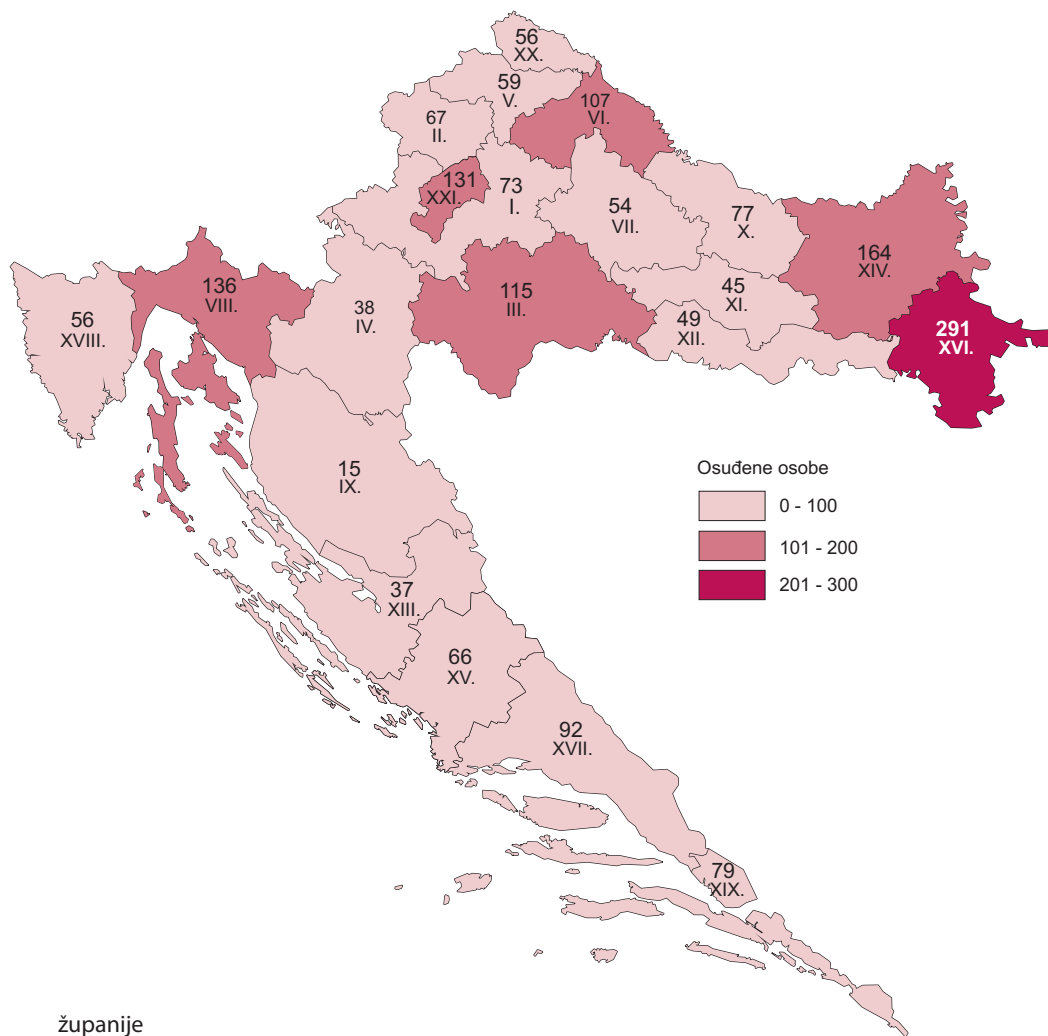 56
XX.
59
V.
107
VI.
67
II.
131
XXI.
73
I.
54
VII.
77
X.
164
XIV.
136
VIII.
56
XVIII.
38
IV.
115
III.
45
XI.
49
XII.
291
XVI.
15
IX.
Osuđene osobe
0 - 100
101 - 200
201 - 300
37
XIII.
66
XV.
92
XVII.
79
XIX.
županije